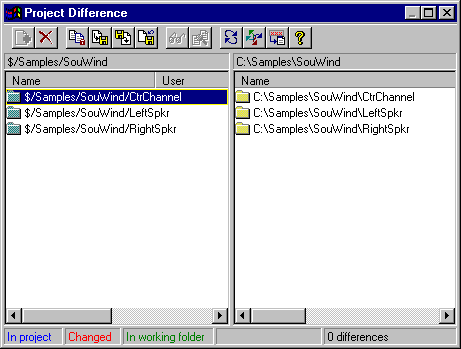 Project Difference
$/Samples/SouWind
C:\Samples\SouWind
Name User
Name
$/Samples/SouWind/CtrChannel
$/Samples/SouWind/LeftSpkr
$/Samples/SouWind/RightSpkr
C:\Samples\SouWind\CtrChannel
C:\Samples\SouWind\LeftSpkr
C:\Samples\SouWind\RightSpkr
In project Changed In working folder 0 differences